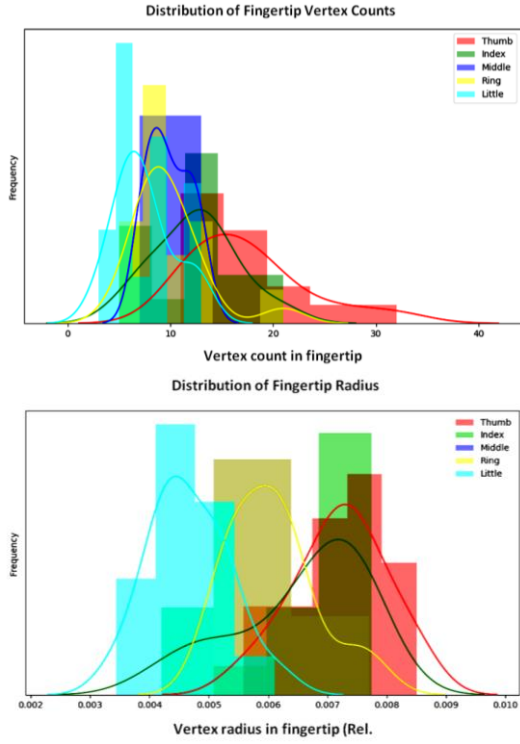 Distribution of Fingertip Vertex Counts
Thumb
Index
Middle
Ring
Little
Frequency
0 10 20 30 40
Vertex count in fingertip
Distribution of Fingertip Radius
Thumb
Index
Middle
Ring
Little
Frequency
0.002 0.003 0.004 0.005 0.006 0.007 0.008 0.009 0.010
Vertex radius in fingertip (Rel.